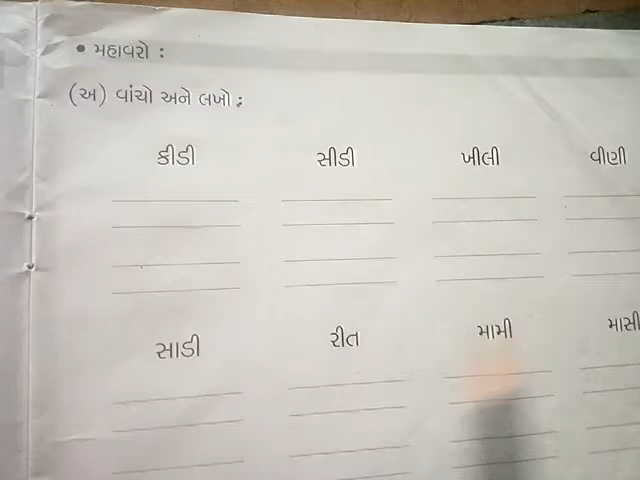 • મહાવરો :
(અ) વાંચો અને લખો :
કીડી સીડી ખીલી વીણી
સાડી રીત મામી માસી